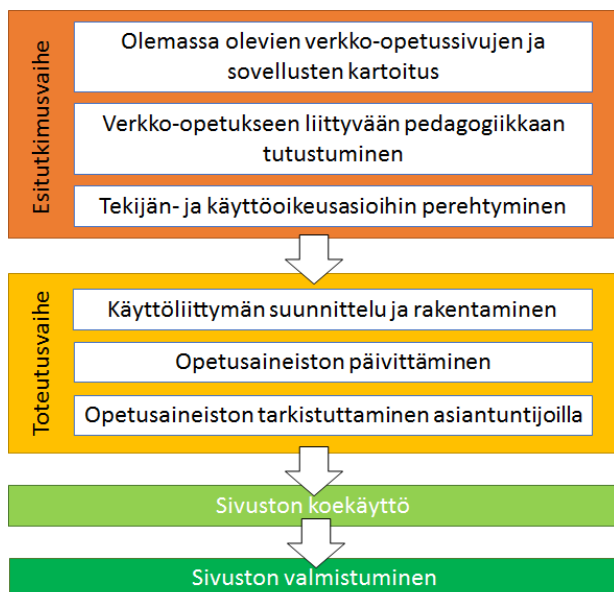 Esitutkimusvaihe
Olemassa olevien verkko-opetussivujen ja
sovellusten kartoitus
Verkko-opetukseen liittyvään pedagogiikkaan
tutustuminen
Tekijän- ja käyttöoikeusasioihin perehtyminen
Toteutusvaihe
Käyttöliittymän suunnittelu ja rakentaminen
Opetusaineiston päivittäminen
Opetusaineiston tarkistuttaminen asiantuntijoilla
Sivuston koekäyttö
Sivuston valmistuminen